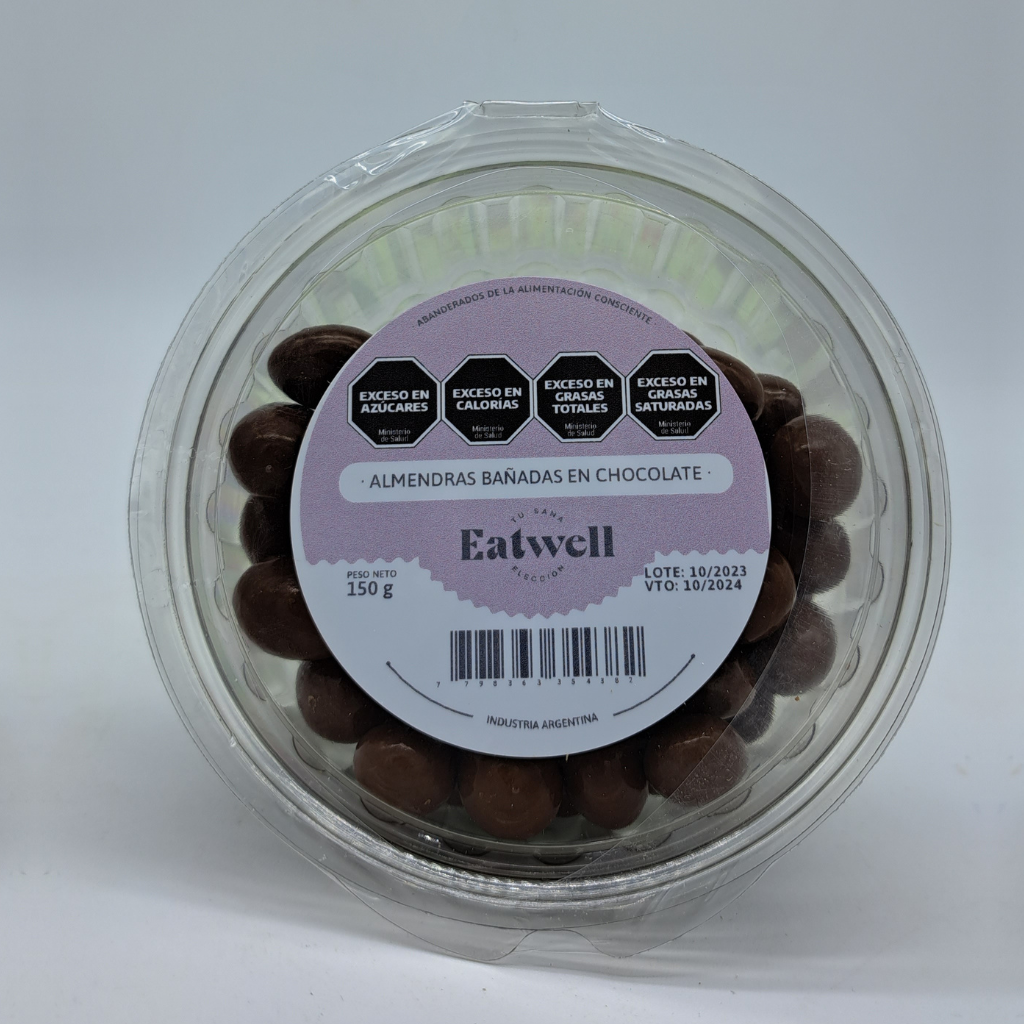 ABANDERADOS DE LA ALIMENTACIÓN CONSCIENTE
EXCESO EN
AZÚCARES
Ministerio
de Salud
EXCESO EN
CALORÍAS
Ministerio
de Salud
EXCESO EN
GRASAS
TOTALES
Ministerio
de Salud
EXCESO EN
GRASAS
SATURADAS
Ministerio
de Salud
· ALMENDRAS BAÑADAS EN CHOCOLATE ·
TU SANA
Eatwell
ELECCIÓN
PESO NETO
150 g
LOTE: 10/2023
VTO: 10/2024
INDUSTRIA ARGENTINA